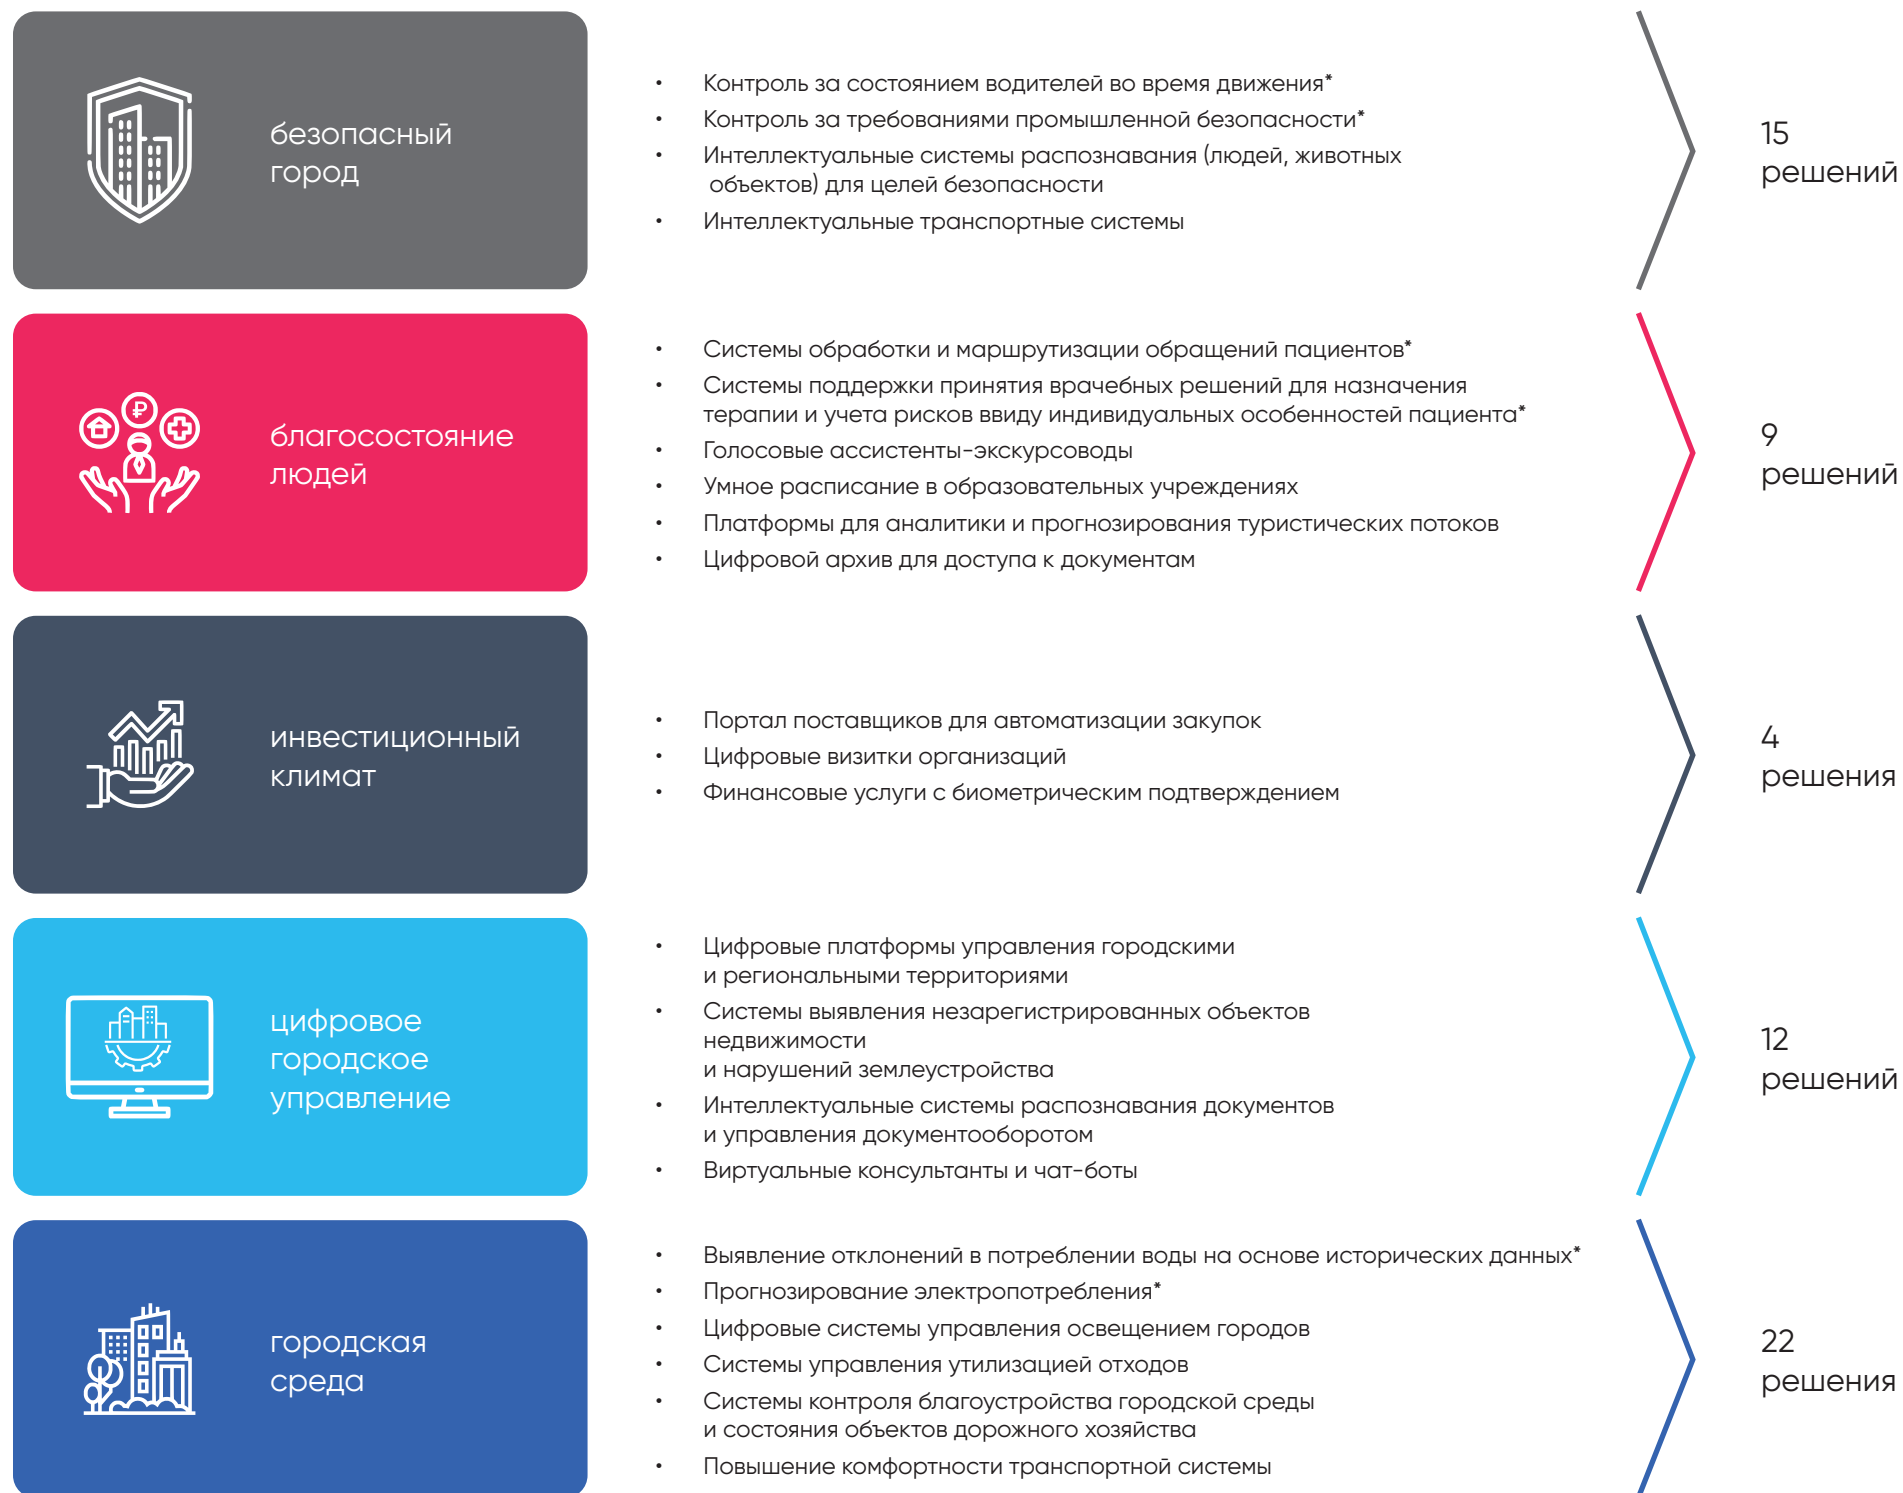 безопасный
город
• Контроль за состоянием водителей во время движения*
• Контроль за требованиями промышленной безопасности*
• Интеллектуальные системы распознавания (людей, животных
объектов) для целей безопасности
• Интеллектуальные транспортные системы
15
решений
благосостояние
людей
• Системы обработки и маршрутизации обращений пациентов*
• Системы поддержки принятия врачебных решений для назначения
терапии и учета рисков ввиду индивидуальных особенностей пациента*
• Голосовые ассистенты-экскурсоводы
• Умное расписание в образовательных учреждениях
• Платформы для аналитики и прогнозирования туристических потоков
• Цифровой архив для доступа к документам
9
решений
инвестиционный
климат
• Портал поставщиков для автоматизации закупок
• Цифровые визитки организаций
• Финансовые услуги с биометрическим подтверждением
4
решения
цифровое
городское
управление
• Цифровые платформы управления городскими
и региональными территориями
• Системы выявления незарегистрированных объектов
недвижимости
и нарушений землеустройства
• Интеллектуальные системы распознавания документов
и управления документооборотом
• Виртуальные консультанты и чат-боты
12
решений
городская
среда
• Выявление отклонений в потреблении воды на основе исторических данных*
• Прогнозирование электропотребления*
• Цифровые системы управления освещением городов
• Системы управления утилизацией отходов
• Системы контроля благоустройства городской среды
и состояния объектов дорожного хозяйства
• Повышение комфортности транспортной системы
22
решения